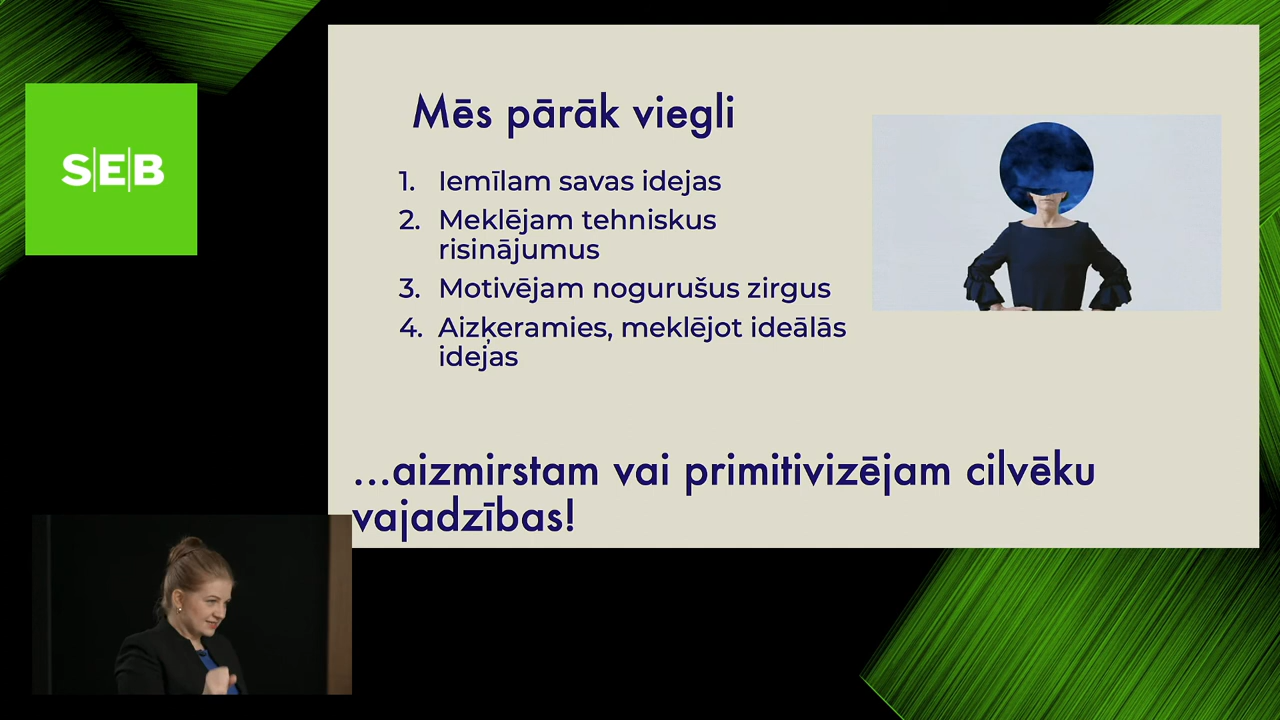 S|E|B
Mēs pārāk viegli
1. Iemīlam savas idejas
2. Meklējam tehniskus
risinājumus
3. Motivējam nogurušus zirgus
4. Aizķeramies, meklējot ideālās
idejas
...aizmirstam vai primitivizējam cilvēku
vajadzības!